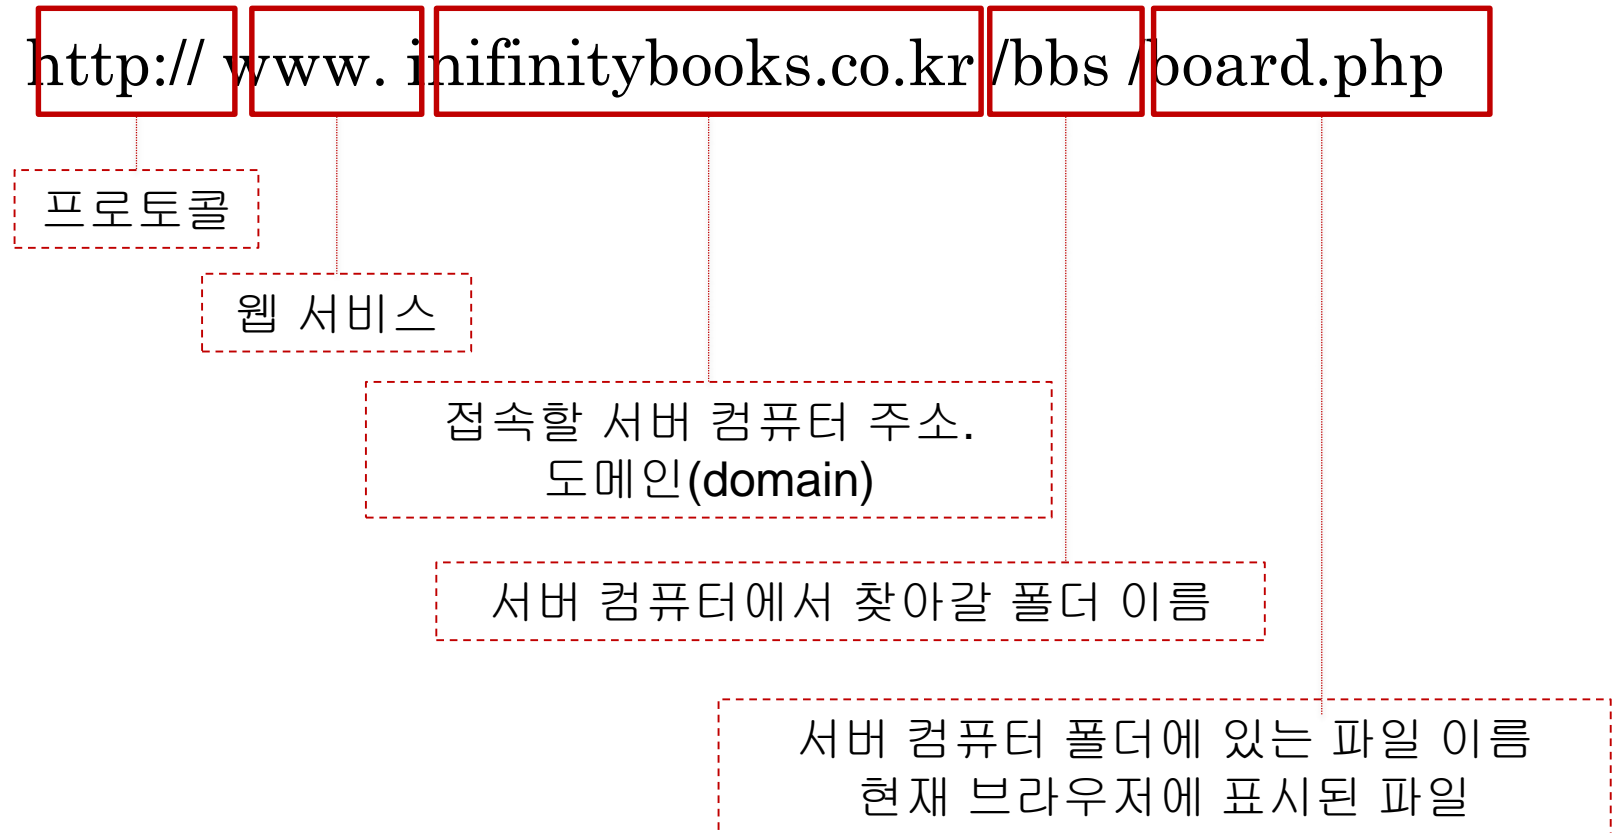 http:// www. inifinitybooks.co.kr /bbs /board.php
프로토콜
웹 서비스
접속할 서버 컴퓨터 주소.
도메인(domain)
서버 컴퓨터에서 찾아갈 폴더 이름
서버 컴퓨터 폴더에 있는 파일 이름
현재 브라우저에 표시된 파일